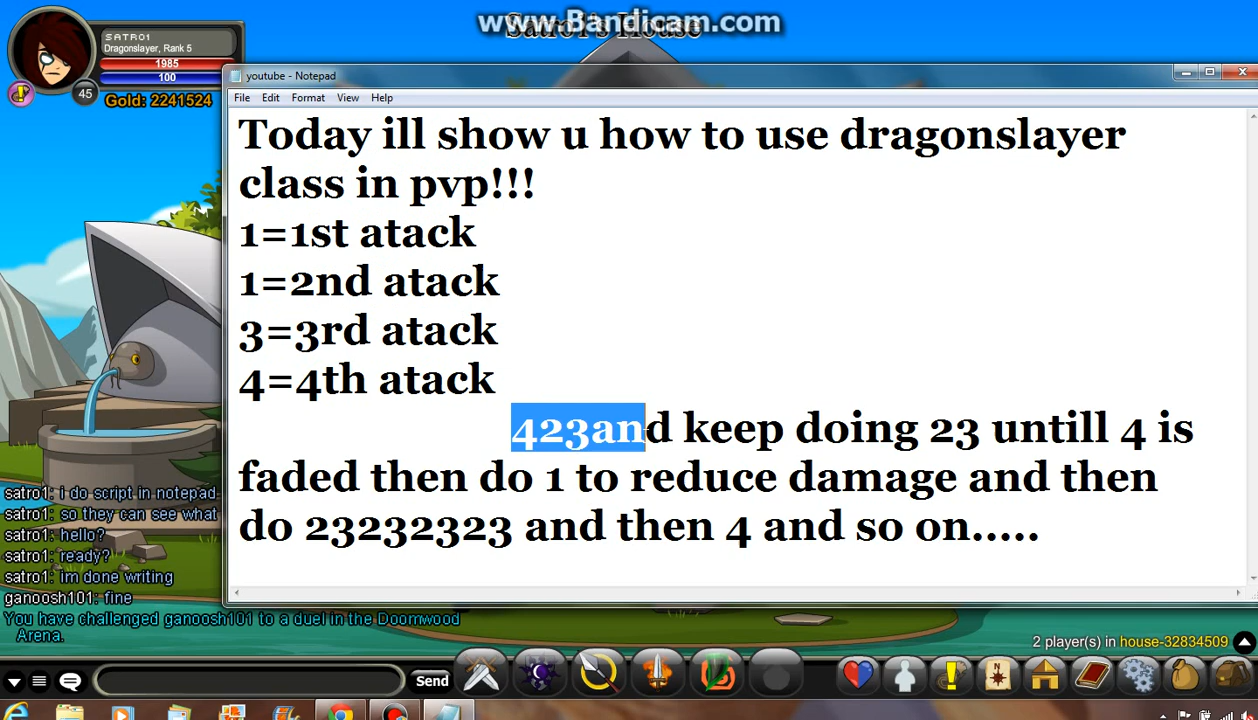 www.Bandicam.com
Satro1's House
SATRO1
Dragonslayer, Rank 5
1985
100
45
Gold: 2241524
youtube - Notepad
File Edit Format View Help
Today ill show u how to use dragonslayer
class in pvp!!!
1=1st atack
1=2nd atack
3=3rd atack
4=4th atack
423and keep doing 23 untill 4 is
faded then do 1 to reduce damage and then
do 23232323 and then 4 and so on.....
satro1: i do script in notepad
satro1: so they can see what
satro1: hello?
satro1: ready?
satro1: im done writing
ganoosh101: fine
You have challenged ganoosh101 to a duel in the Doomwood
Arena.
2 player(s) in house-32834509
Send